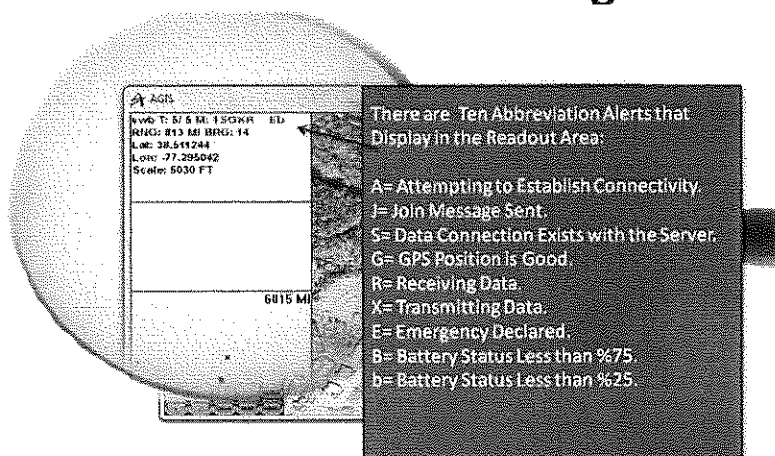 AGIS
kwb T: 5/ 5 M: 1 SGXR ED
RNG: 813 MI BRG: 14
Lat: 38.511244
Lon: -77.295042
Scale: 5030 FT
6015 MI
There are Ten Abbreviation Alerts that
Display in the Readout Area:
A= Attempting to Establish Connectivity.
J= Join Message Sent.
S= Data Connection Exists with the Server.
G= GPS Position is Good.
R= Receiving Data.
X= Transmitting Data.
E= Emergency Declared.
B= Battery Status Less than %75.
b= Battery Status Less than %25.